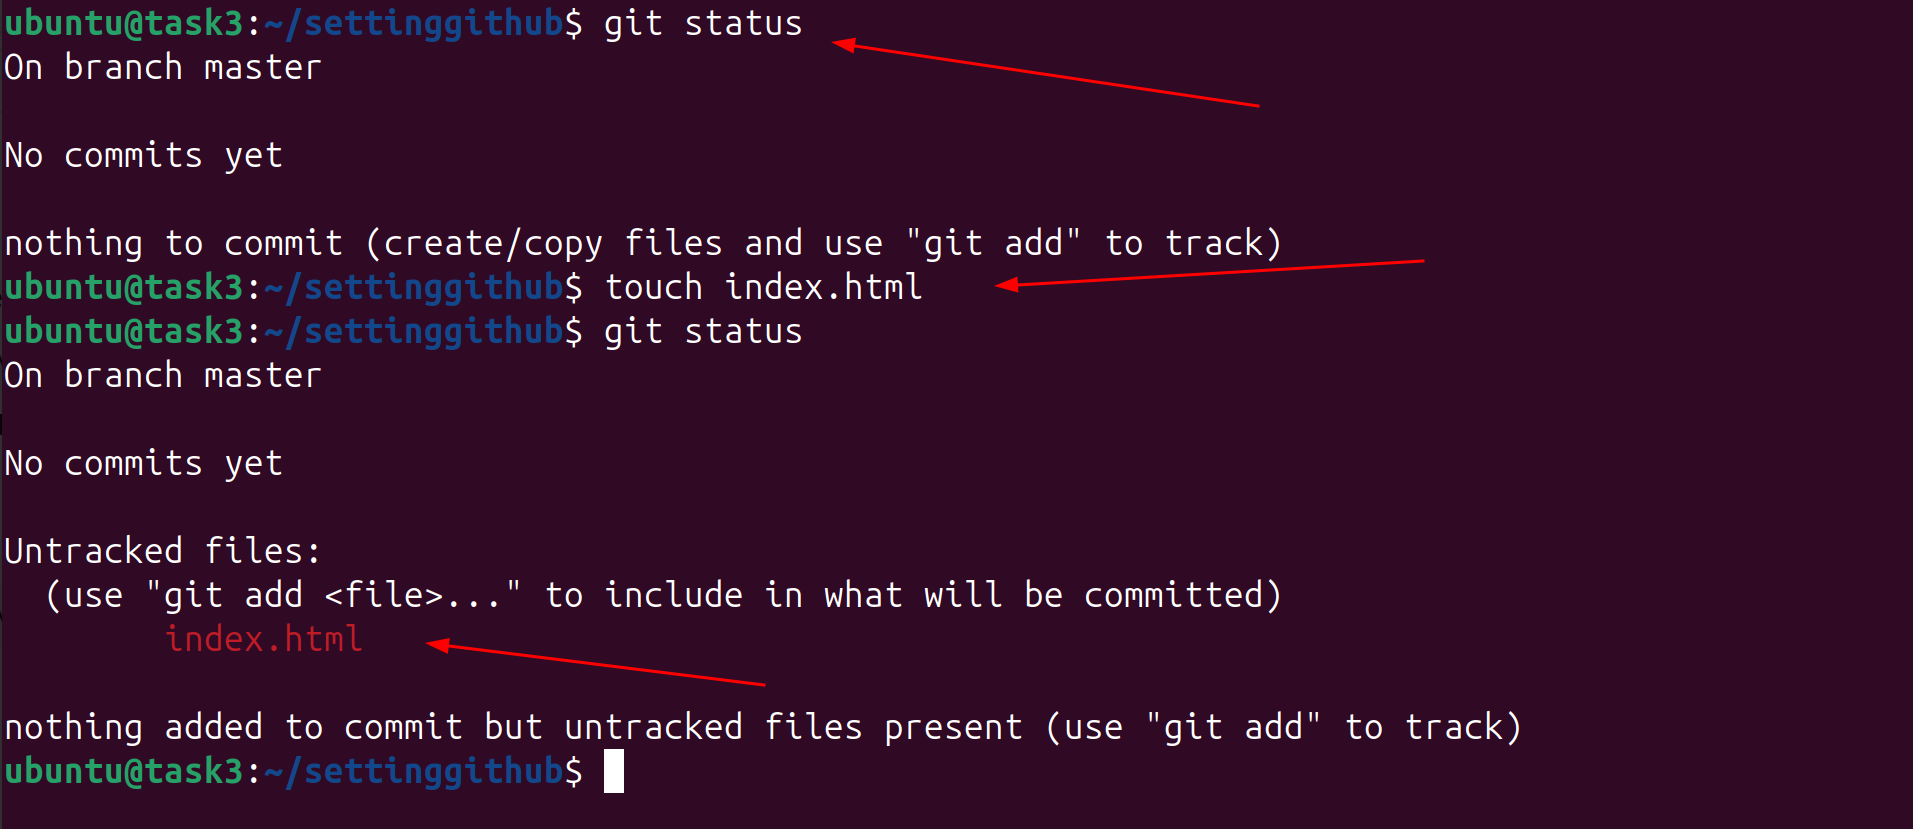 ubuntu@task3:~/settinggithub$ git status
On branch master
No commits yet
nothing to commit (create/copy files and use "git add" to track)
ubuntu@task3:~/settinggithub$ touch index.html
ubuntu@task3:~/settinggithub$ git status
On branch master
No commits yet
Untracked files:
  (use "git add <file>..." to include in what will be committed)
        index.html
nothing added to commit but untracked files present (use "git add" to track)
ubuntu@task3:~/settinggithub$